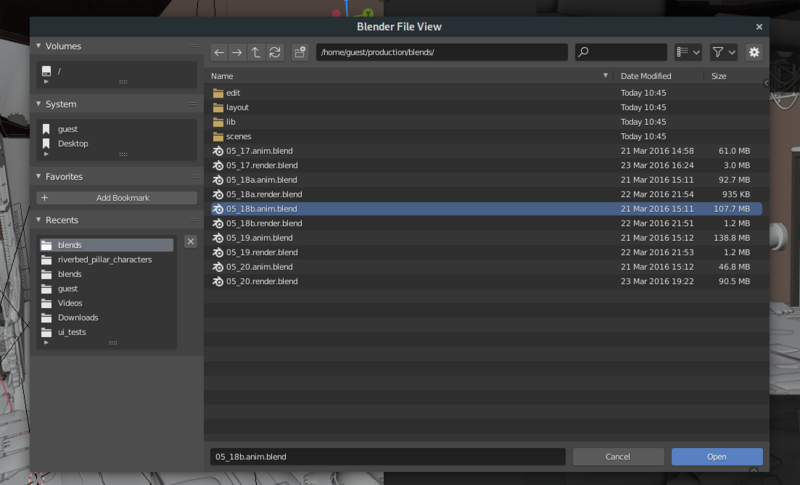 Blender File View
Volumes
/
System
guest
Desktop
Favorites
Add Bookmark
Recents
blends
riverbed_pillar_characters
blends
guest
Videos
Downloads
ui_tests
/home/guest/production/blends/
Name Date Modified Size
edit Today 10:45
layout Today 10:45
lib Today 10:45
scenes Today 10:45
05_17.anim.blend 21 Mar 2016 14:58 61.0 MB
05_17.render.blend 23 Mar 2016 16:24 3.0 MB
05_18a.anim.blend 21 Mar 2016 15:11 92.7 MB
05_18a.render.blend 22 Mar 2016 21:54 935 KB
05_18b.anim.blend 21 Mar 2016 15:11 107.7 MB
05_18b.render.blend 22 Mar 2016 21:51 1.2 MB
05_19.anim.blend 21 Mar 2016 15:12 138.8 MB
05_19.render.blend 22 Mar 2016 21:53 1.2 MB
05_20.anim.blend 21 Mar 2016 15:12 46.8 MB
05_20.render.blend 23 Mar 2016 19:22 90.5 MB
05_18b.anim.blend
Cancel Open